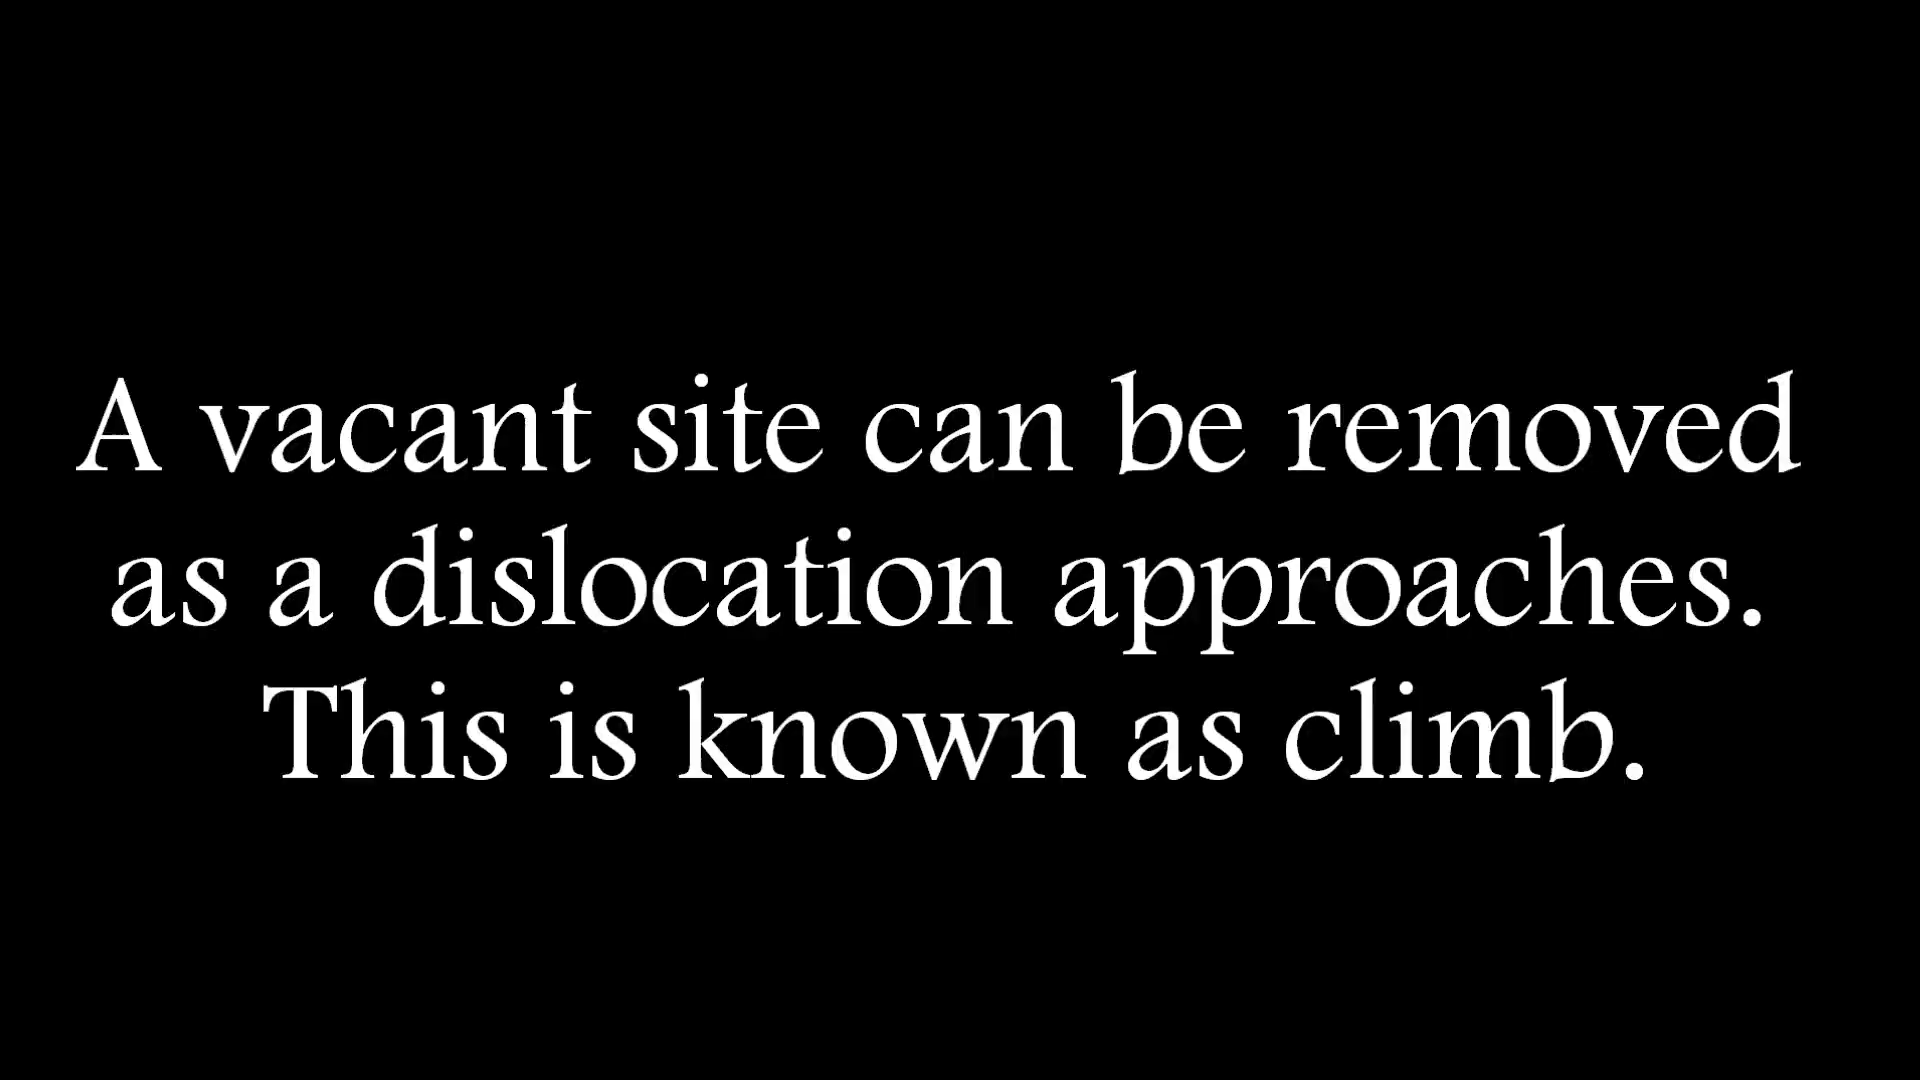 A vacant site can be removed
as a dislocation approaches.
This is known as climb.